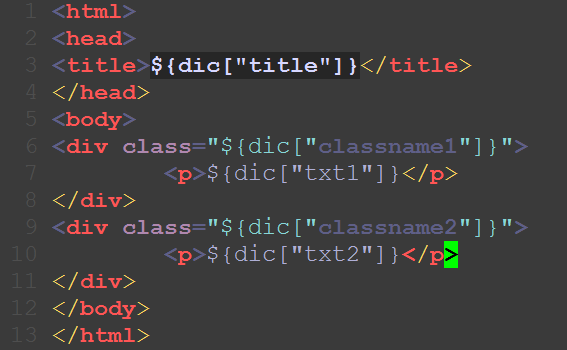 1 <html>
2 <head>
3 <title>${dic["title"]}</title>
4 </head>
5 <body>
6 <div class="${dic["classname1"]}">
7 <p>${dic["txt1"]}</p>
8 </div>
9 <div class="${dic["classname2"]}">
10 <p>${dic["txt2"]}</p>
11 </div>
12 </body>
13 </html>